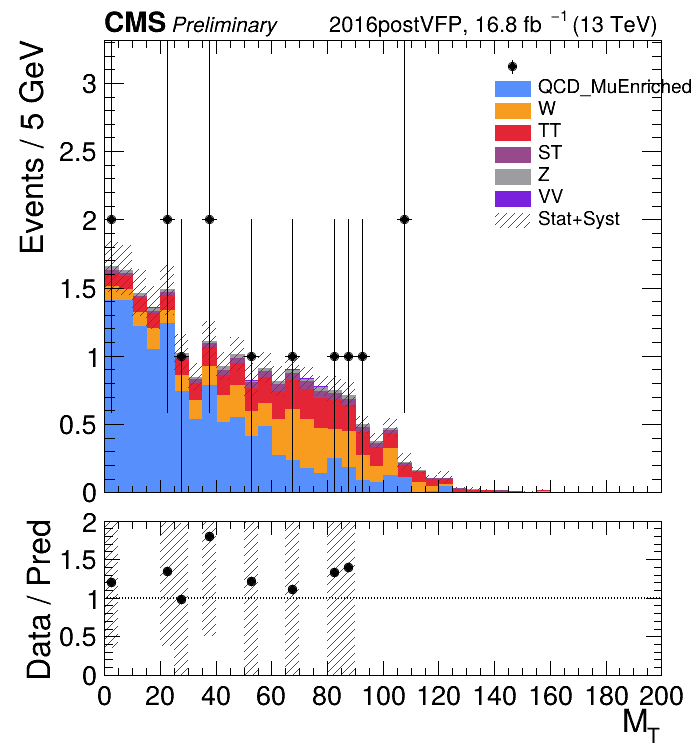 CMS Preliminary 2016postVFP, 16.8 fb⁻¹ (13 TeV)
Events / 5 GeV
3
2.5
2
1.5
1
0.5
0
QCD_MuEnriched
W
TT
ST
Z
VV
Stat+Syst
Data / Pred
2
1.5
1
0.5
0
0 20 40 60 80 100 120 140 160 180 200
M_T